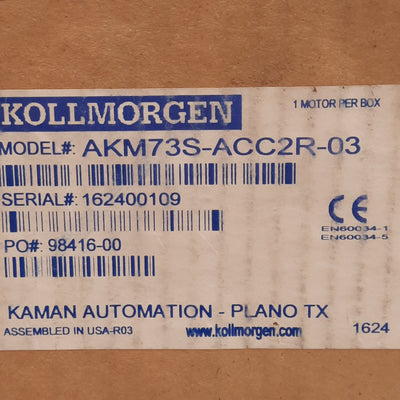 KOLLMORGEN
1 MOTOR PER BOX
MODEL#: AKM73S-ACC2R-03
SERIAL#: 162400109
CE
EN60034-1
EN60034-5
PO#: 98416-00
KAMAN AUTOMATION - PLANO TX
ASSEMBLED IN USA-R03 www.kollmorgen.com 1624